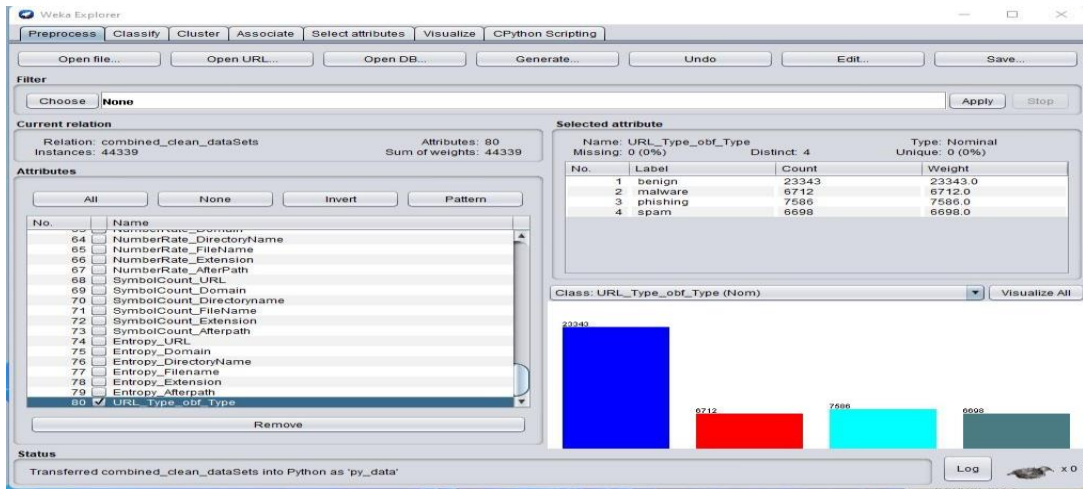 Weka Explorer
Preprocess Classify Cluster Associate Select attributes Visualize CPython Scripting
Open file... Open URL... Open DB... Generate... Undo Edit... Save...
Filter
Choose None Apply Stop
Current relation
Relation: combined_clean_dataSets Attributes: 80
Instances: 44339 Sum of weights: 44339
Attributes
All None Invert Pattern
No. Name
64 NumberRate_DirectoryName
65 NumberRate_FileName
66 NumberRate_Extension
67 NumberRate_AfterPath
68 SymbolCount_URL
69 SymbolCount_Domain
70 SymbolCount_Directoryname
71 SymbolCount_FileName
72 SymbolCount_Extension
73 SymbolCount_Afterpath
74 Entropy_URL
75 Entropy_Domain
76 Entropy_DirectoryName
77 Entropy_Filename
78 Entropy_Extension
79 Entropy_Afterpath
80 URL_Type_obf_Type
Remove
Selected attribute
Name: URL_Type_obf_Type Type: Nominal
Missing: 0 (0%) Distinct: 4 Unique: 0 (0%)
No. Label Count Weight
1 benign 23343 23343.0
2 malware 6712 6712.0
3 phishing 7586 7586.0
4 spam 6698 6698.0
Class: URL_Type_obf_Type (Nom) Visualize All
23343
6712
7586
6698
Status
Transferred combined_clean_dataSets into Python as 'py_data'
Log x 0